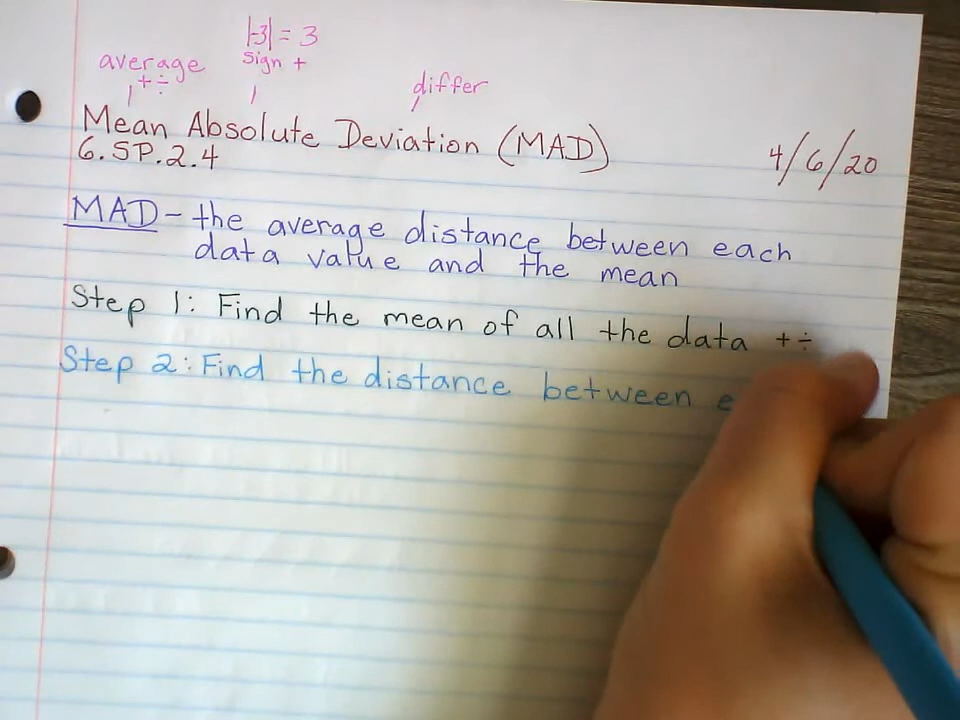 |-3| = 3
average sign +
+ ÷ differ
Mean Absolute Deviation (MAD)
6.SP.2.4 4/6/20
MAD - the average distance between each
data value and the mean
Step 1: Find the mean of all the data + ÷
Step 2: Find the distance between e